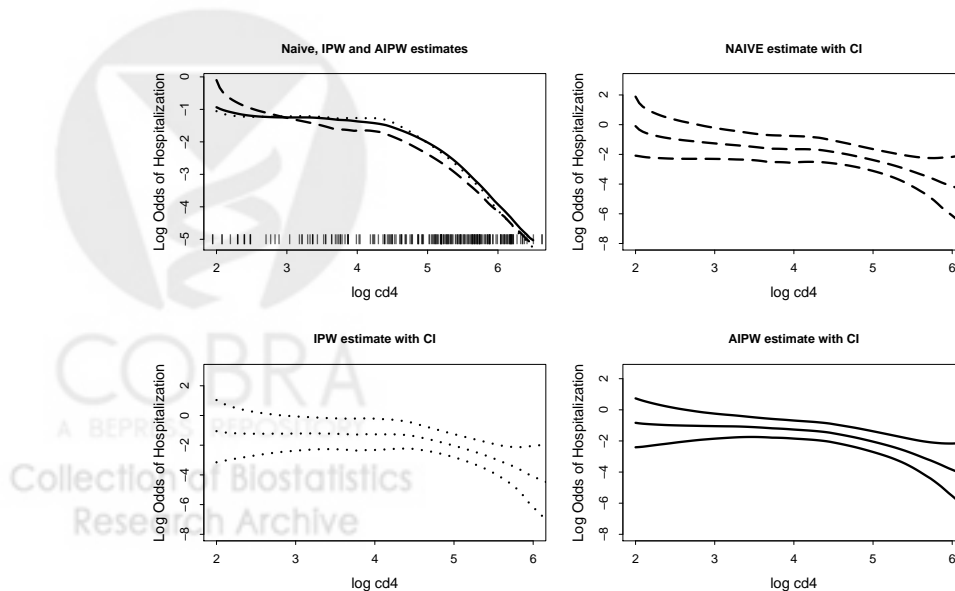 Naive, IPW and AIPW estimates
Log Odds of Hospitalization
0
−1
−2
−3
−4
−5
2 3 4 5 6
log cd4
NAIVE estimate with CI
Log Odds of Hospitalization
2
0
−2
−4
−6
−8
2 3 4 5 6
log cd4
IPW estimate with CI
Log Odds of Hospitalization
2
0
−2
−4
−6
−8
2 3 4 5 6
log cd4
AIPW estimate with CI
Log Odds of Hospitalization
2
0
−2
−4
−6
−8
2 3 4 5 6
log cd4
COBRA
A BEPRESS REPOSITORY
Collection of Biostatistics
Research Archive